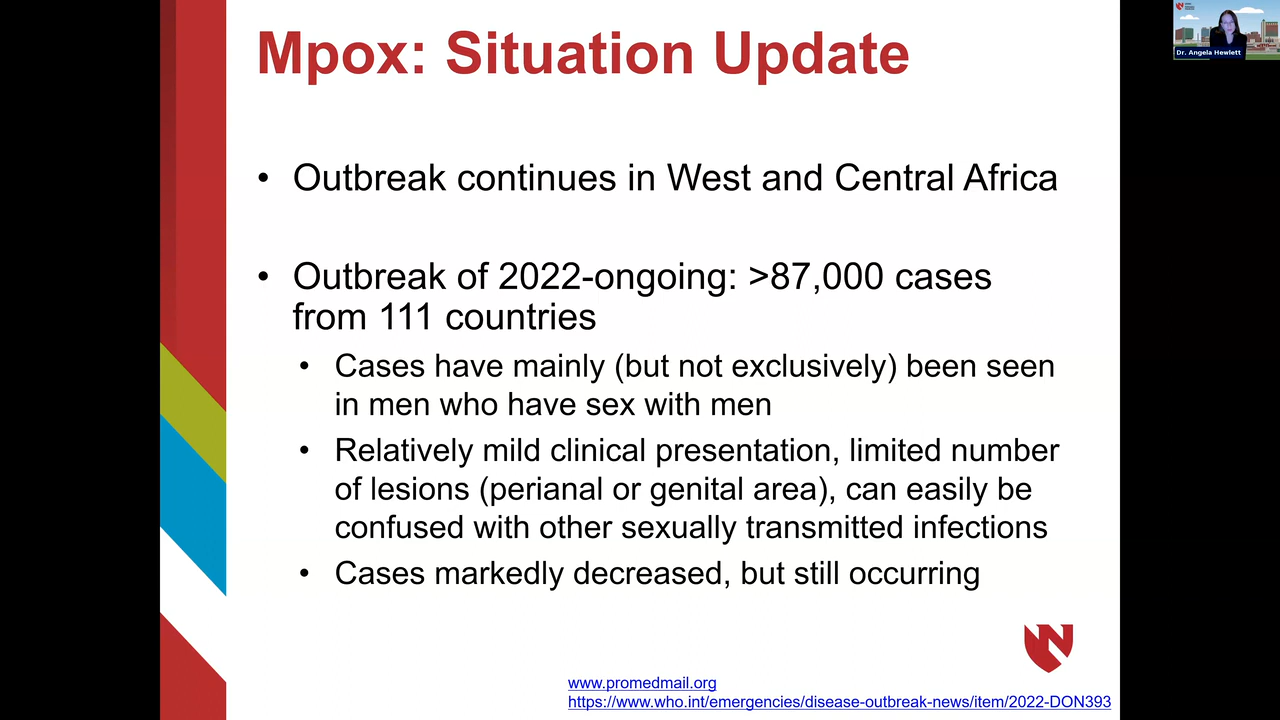 Mpox: Situation Update
• Outbreak continues in West and Central Africa
• Outbreak of 2022-ongoing: >87,000 cases
from 111 countries
• Cases have mainly (but not exclusively) been seen
in men who have sex with men
• Relatively mild clinical presentation, limited number
of lesions (perianal or genital area), can easily be
confused with other sexually transmitted infections
• Cases markedly decreased, but still occurring
www.promedmail.org
https://www.who.int/emergencies/disease-outbreak-news/item/2022-DON393
Dr. Angela Hewlett